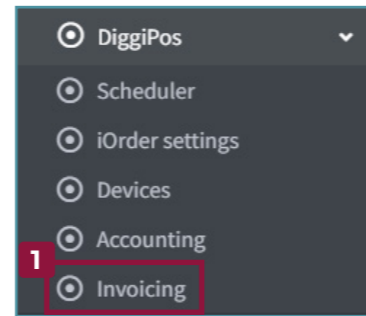 DiggiPos
Scheduler
iOrder settings
Devices
Accounting
1
Invoicing